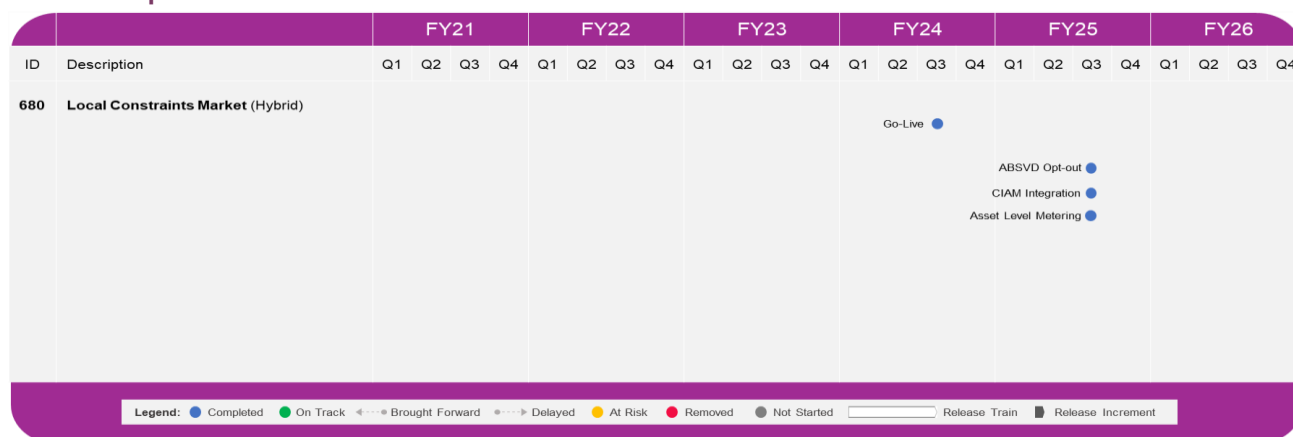 FY21 FY22 FY23 FY24 FY25 FY26
ID Description Q1 Q2 Q3 Q4 Q1 Q2 Q3 Q4 Q1 Q2 Q3 Q4 Q1 Q2 Q3 Q4 Q1 Q2 Q3 Q4 Q1 Q2 Q3 Q4
680 Local Constraints Market (Hybrid)
Go-Live
ABSVD Opt-out
CIAM Integration
Asset Level Metering
Legend: Completed On Track Brought Forward Delayed At Risk Removed Not Started Release Train Release Increment